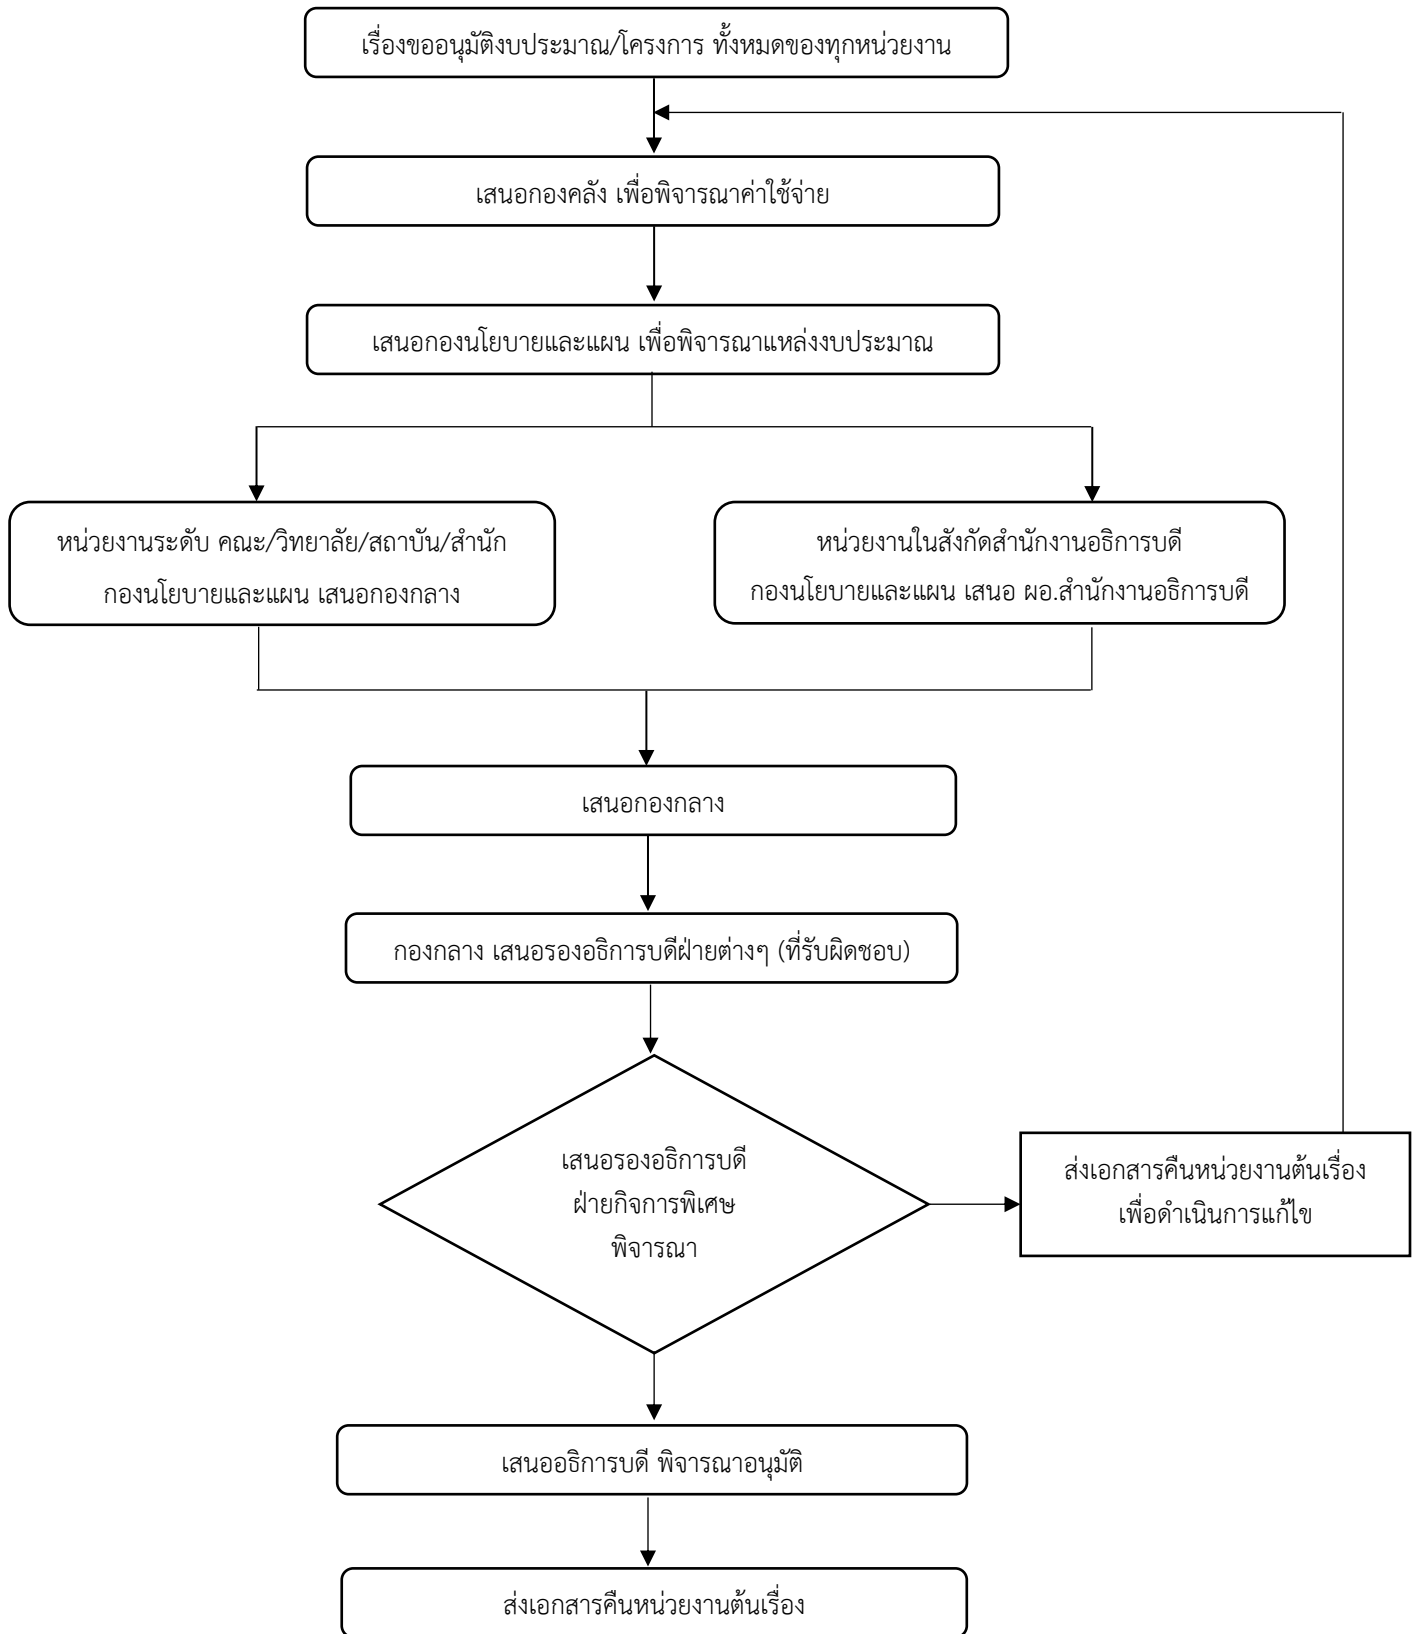 เรื่องขออนุมัติงบประมาณ/โครงการ ทั้งหมดของทุกหน่วยงาน
เสนอกองคลัง เพื่อพิจารณาค่าใช้จ่าย
เสนอกองนโยบายและแผน เพื่อพิจารณาแหล่งงบประมาณ
หน่วยงานระดับ คณะ/วิทยาลัย/สถาบัน/สำนัก
กองนโยบายและแผน เสนอกองกลาง
หน่วยงานในสังกัดสำนักงานอธิการบดี
กองนโยบายและแผน เสนอ ผอ.สำนักงานอธิการบดี
เสนอกองกลาง
กองกลาง เสนอรองอธิการบดีฝ่ายต่างๆ (ที่รับผิดชอบ)
เสนอรองอธิการบดี
ฝ่ายกิจการพิเศษ
พิจารณา
ส่งเอกสารคืนหน่วยงานต้นเรื่อง
เพื่อดำเนินการแก้ไข
เสนออธิการบดี พิจารณาอนุมัติ
ส่งเอกสารคืนหน่วยงานต้นเรื่อง